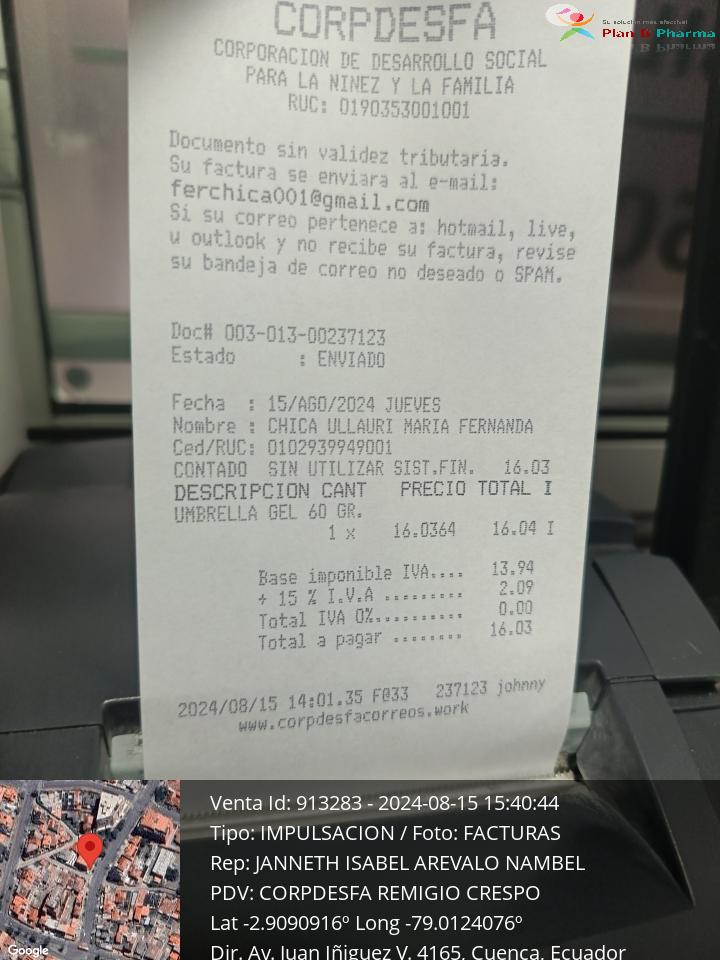 Su solución más efectiva!
Plan B Pharma
CORPDESFA
CORPORACION DE DESARROLLO SOCIAL
PARA LA NINEZ Y LA FAMILIA
RUC: 0190353001001
Documento sin validez tributaria.
Su factura se enviara al e-mail:
ferchica001@gmail.com
Si su correo pertenece a: hotmail, live,
u outlook y no recibe su factura, revise
su bandeja de correo no deseado o SPAM.
Doc# 003-013-00237123
Estado : ENVIADO
Fecha : 15/AGO/2024 JUEVES
Nombre : CHICA ULLAURI MARIA FERNANDA
Ced/RUC: 0102939949001
CONTADO SIN UTILIZAR SIST.FIN. 16.03
DESCRIPCION CANT PRECIO TOTAL I
UMBRELLA GEL 60 GR.
1 x 16.0364 16.04 I
Base imponible IVA.... 13.94
+ 15 % I.V.A ......... 2.09
Total IVA 0%.......... 0.00
Total a pagar ........ 16.03
2024/08/15 14:01.35 F@33 237123 johnny
www.corpdesfacorreos.work
Venta Id: 913283 - 2024-08-15 15:40:44
Tipo: IMPULSACION / Foto: FACTURAS
Rep: JANNETH ISABEL AREVALO NAMBEL
PDV: CORPDESFA REMIGIO CRESPO
Lat -2.9090916º Long -79.0124076º
Dir. Av. Juan Iñiguez V. 4165, Cuenca, Ecuador
Google